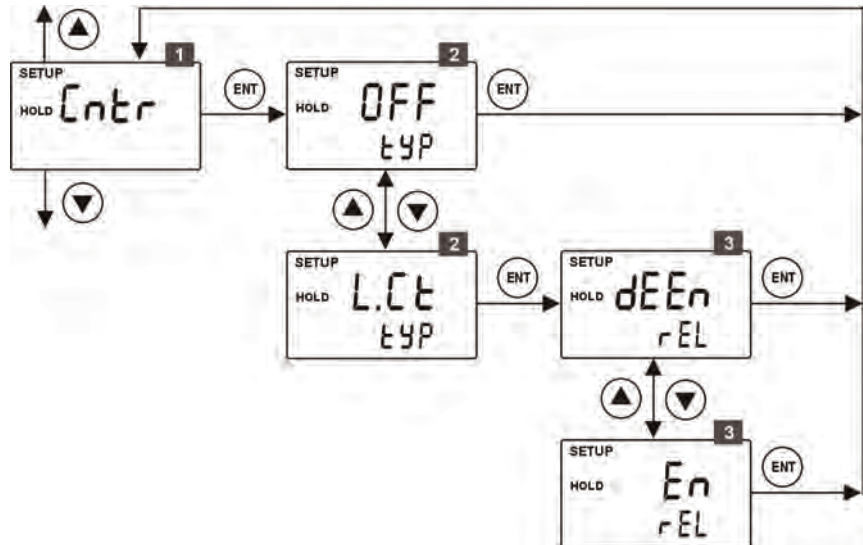 1
SETUP
HOLD Cntr
ENT
2
SETUP
HOLD OFF
tYP
ENT
2
SETUP
HOLD L.Ct
tYP
ENT
3
SETUP
HOLD dEEn
rEL
ENT
3
SETUP
HOLD En
rEL
ENT